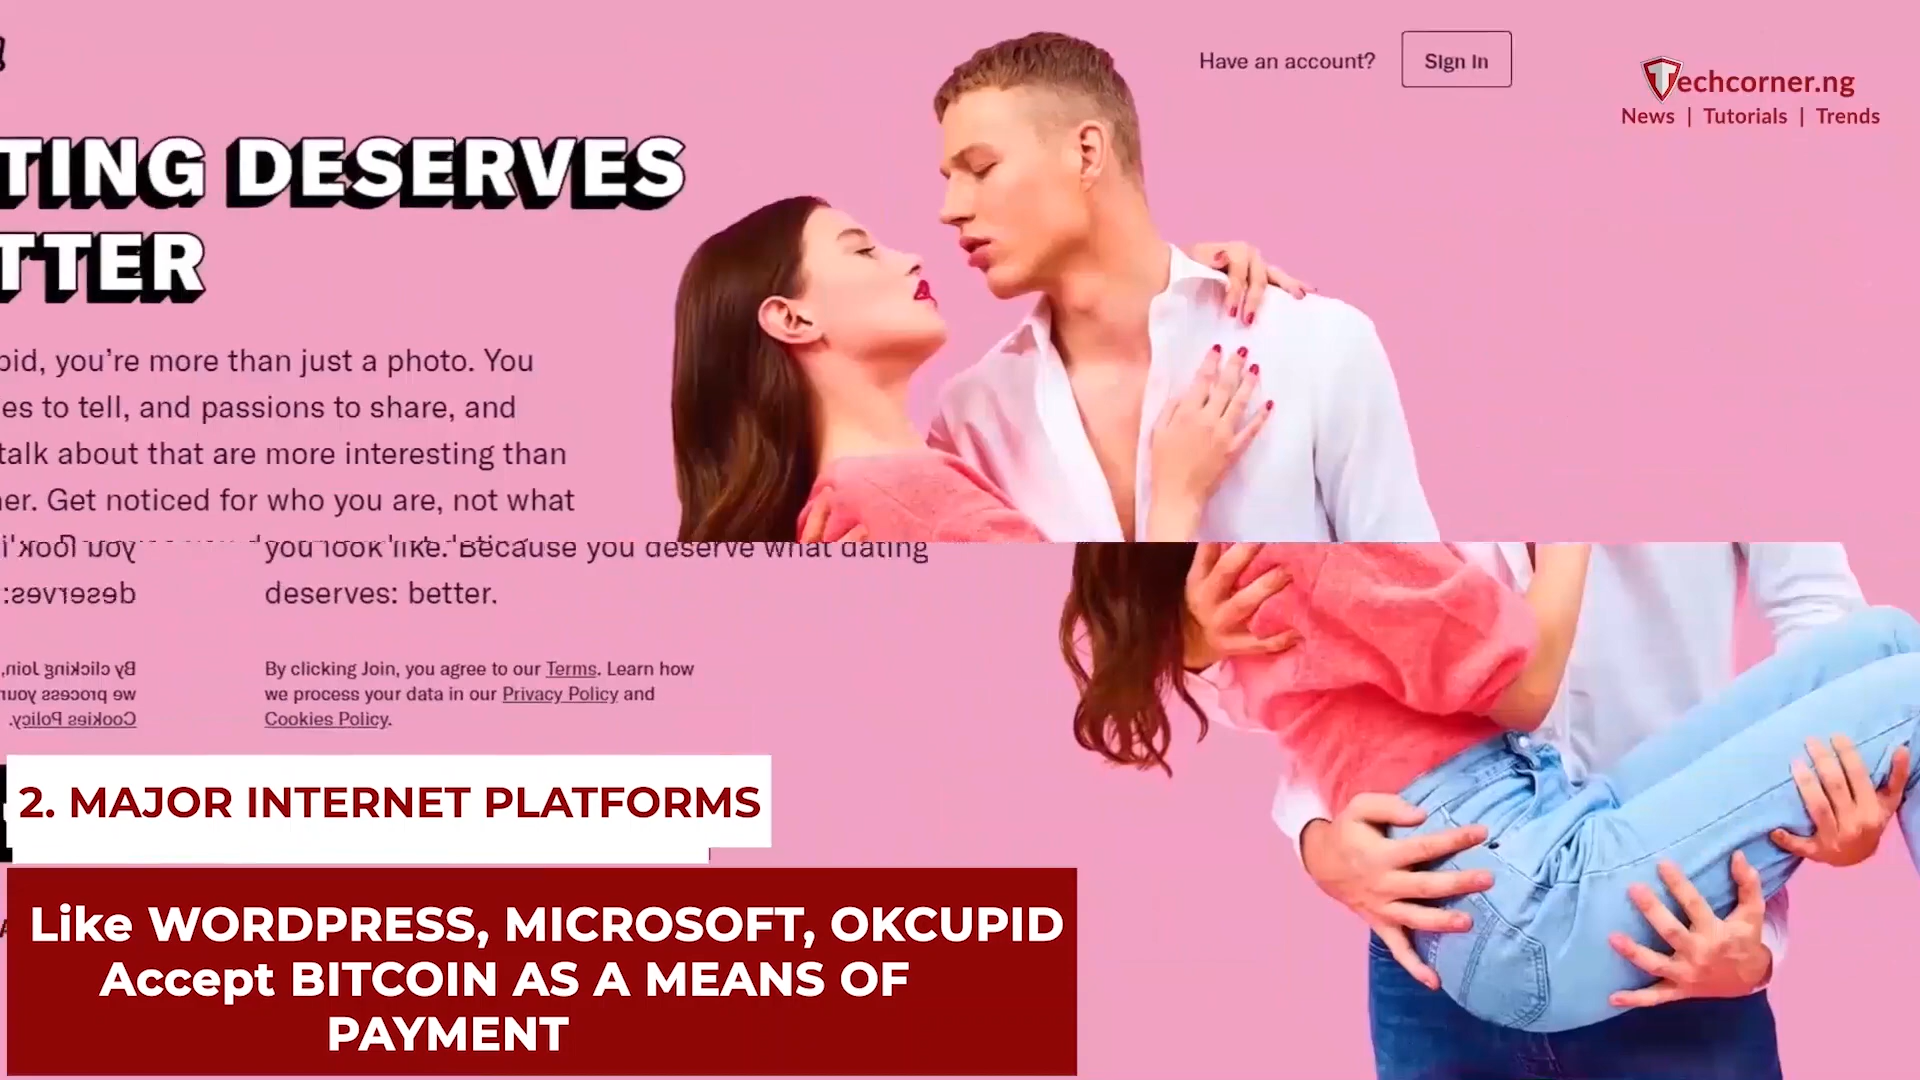 Have an account?
Sign In
Techcorner.ng
News | Tutorials | Trends
TING DESERVES
TTER
pid, you're more than just a photo. You
es to tell, and passions to share, and
talk about that are more interesting than
er. Get noticed for who you are, not what
you look like. Because you deserve what dating
deserves: better.
By clicking Join, you agree to our Terms. Learn how
we process your data in our Privacy Policy and
Cookies Policy.
2. MAJOR INTERNET PLATFORMS
Like WORDPRESS, MICROSOFT, OKCUPID
Accept BITCOIN AS A MEANS OF
PAYMENT